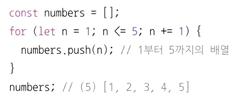 const numbers = [];
for (let n = 1; n <= 5; n += 1) {
  numbers.push(n); // 1부터 5까지의 배열
}
numbers; // (5) [1, 2, 3, 4, 5]